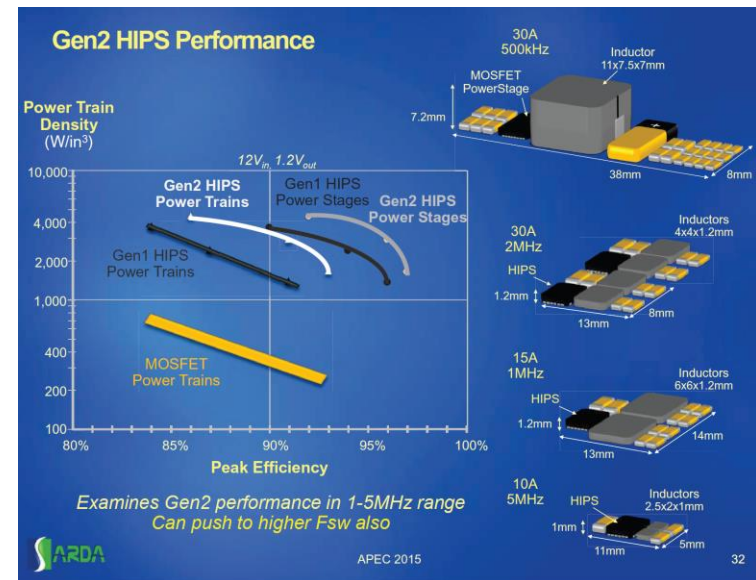 Gen2 HIPS Performance
Power Train
Density
(W/in³)
12Vin, 1.2Vout
10,000
4,000
2,000
1,000
400
200
100
Gen2 HIPS
Power Trains
Gen1 HIPS
Power Stages
Gen2 HIPS
Power Stages
Gen1 HIPS
Power Trains
MOSFET
Power Trains
80%
85%
90%
95%
100%
Peak Efficiency
Examines Gen2 performance in 1-5MHz range
Can push to higher Fsw also
30A
500kHz
Inductor
11x7.5x7mm
MOSFET
PowerStage
7.2mm
+
38mm
8mm
30A
2MHz
Inductors
4x4x1.2mm
HIPS
1.2mm
13mm
8mm
15A
1MHz
Inductors
6x6x1.2mm
HIPS
1.2mm
13mm
14mm
10A
5MHz
HIPS
Inductors
2.5x2x1mm
1mm
11mm
5mm
SARDA
APEC 2015
32